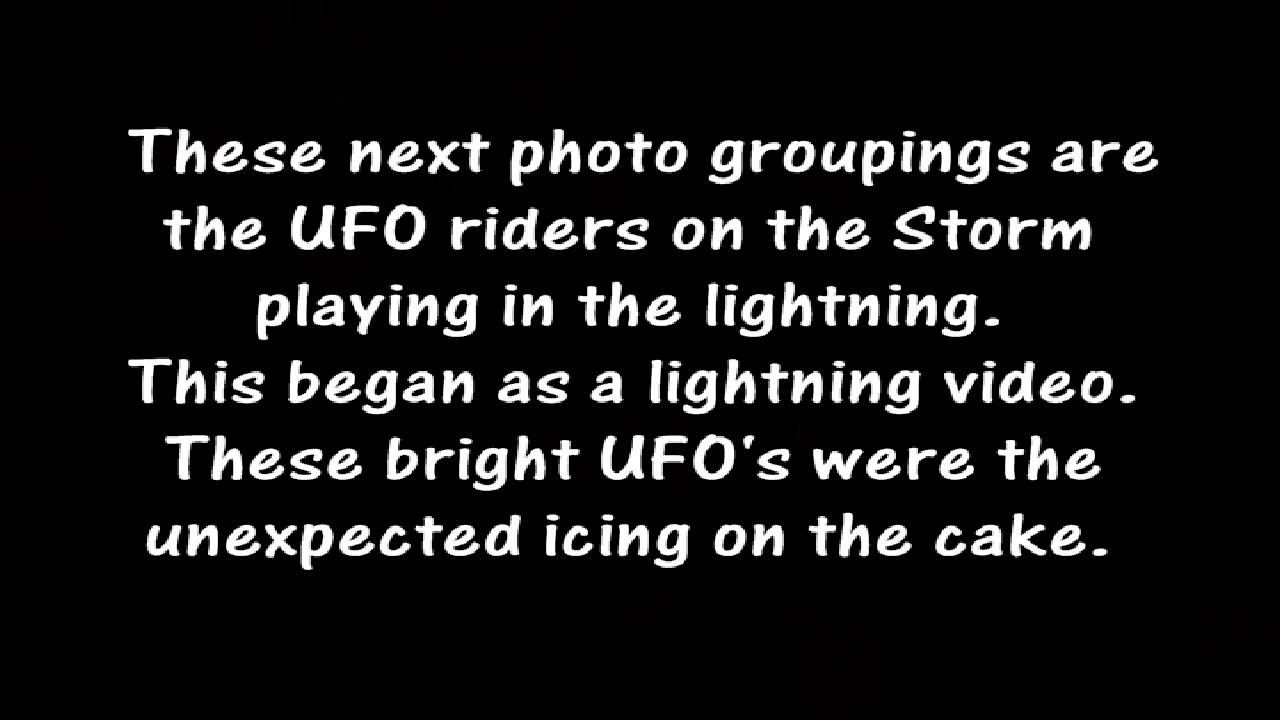 These next photo groupings are
the UFO riders on the Storm
playing in the lightning.
This began as a lightning video.
These bright UFO's were the
unexpected icing on the cake.